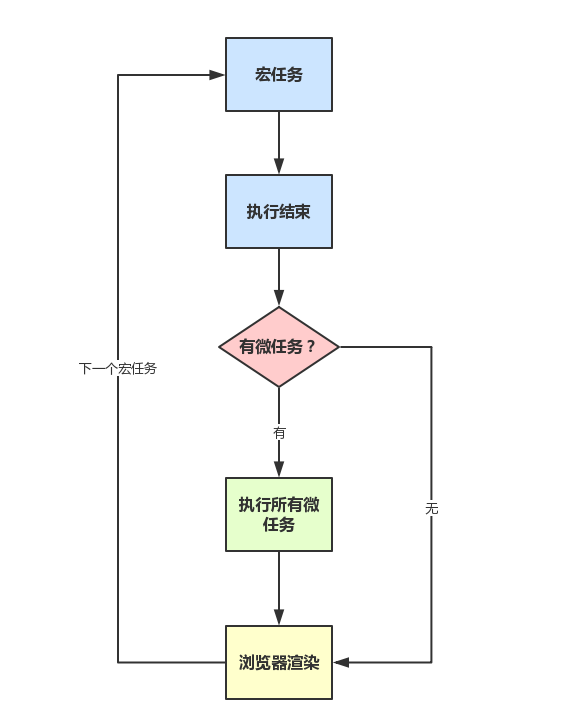 宏任务
执行结束
有微任务？
下一个宏任务
有
执行所有微
任务
无
浏览器渲染